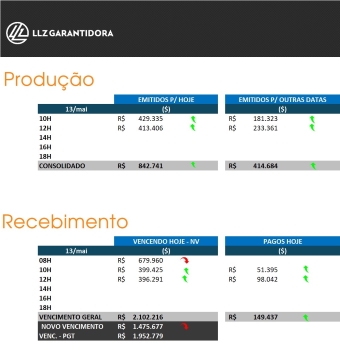 LLZ GARANTIDORA
Produção
EMITIDOS P/ HOJE EMITIDOS P/ OUTRAS DATAS
13/mai ($) ($)
10H R$ 429.335 R$ 181.323
12H R$ 413.406 R$ 233.361
14H
16H
18H
CONSOLIDADO R$ 842.741 R$ 414.684
Recebimento
VENCENDO HOJE - NV PAGOS HOJE
13/mai ($) ($)
08H R$ 679.960
10H R$ 399.425 R$ 51.395
12H R$ 396.291 R$ 98.042
14H
16H
18H
VENCIMENTO GERAL R$ 2.102.216 R$ 149.437
NOVO VENCIMENTO R$ 1.475.677
VENC. - PGT R$ 1.952.779